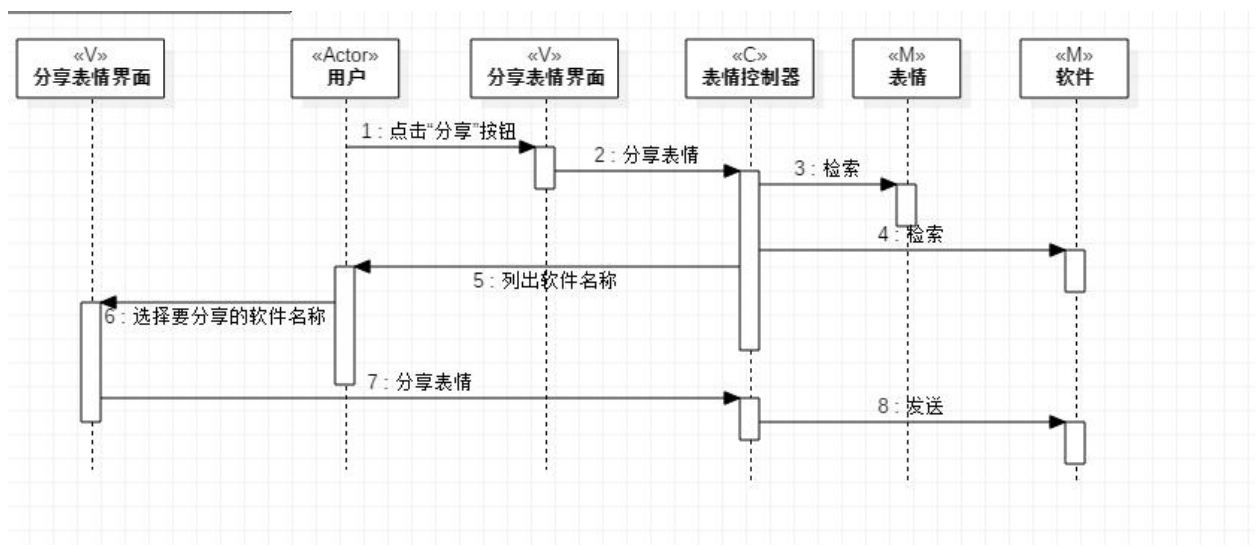 «V»
分享表情界面
«Actor»
用户
«V»
分享表情界面
«C»
表情控制器
«M»
表情
«M»
软件
1 : 点击“分享”按钮
2 : 分享表情
3 : 检索
4 : 检索
5 : 列出软件名称
6 : 选择要分享的软件名称
7 : 分享表情
8 : 发送